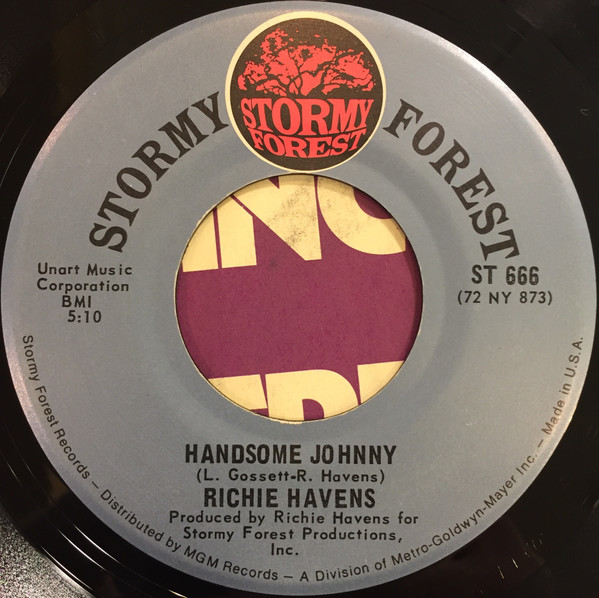 STORMY
FOREST
STORMY FOREST
Unart Music
Corporation
BMI
5:10
ST 666
(72 NY 873)
HANDSOME JOHNNY
(L. Gossett-R. Havens)
RICHIE HAVENS
Produced by Richie Havens for
Stormy Forest Productions,
Inc.
Stormy Forest Records – Distributed by MGM Records – A Division of Metro-Goldwyn-Mayer Inc. – Made in U.S.A.